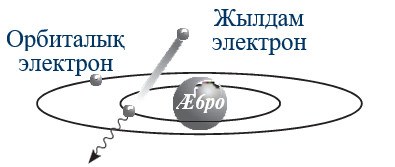 Орбиталық
электрон
Жылдам
электрон
Æбро